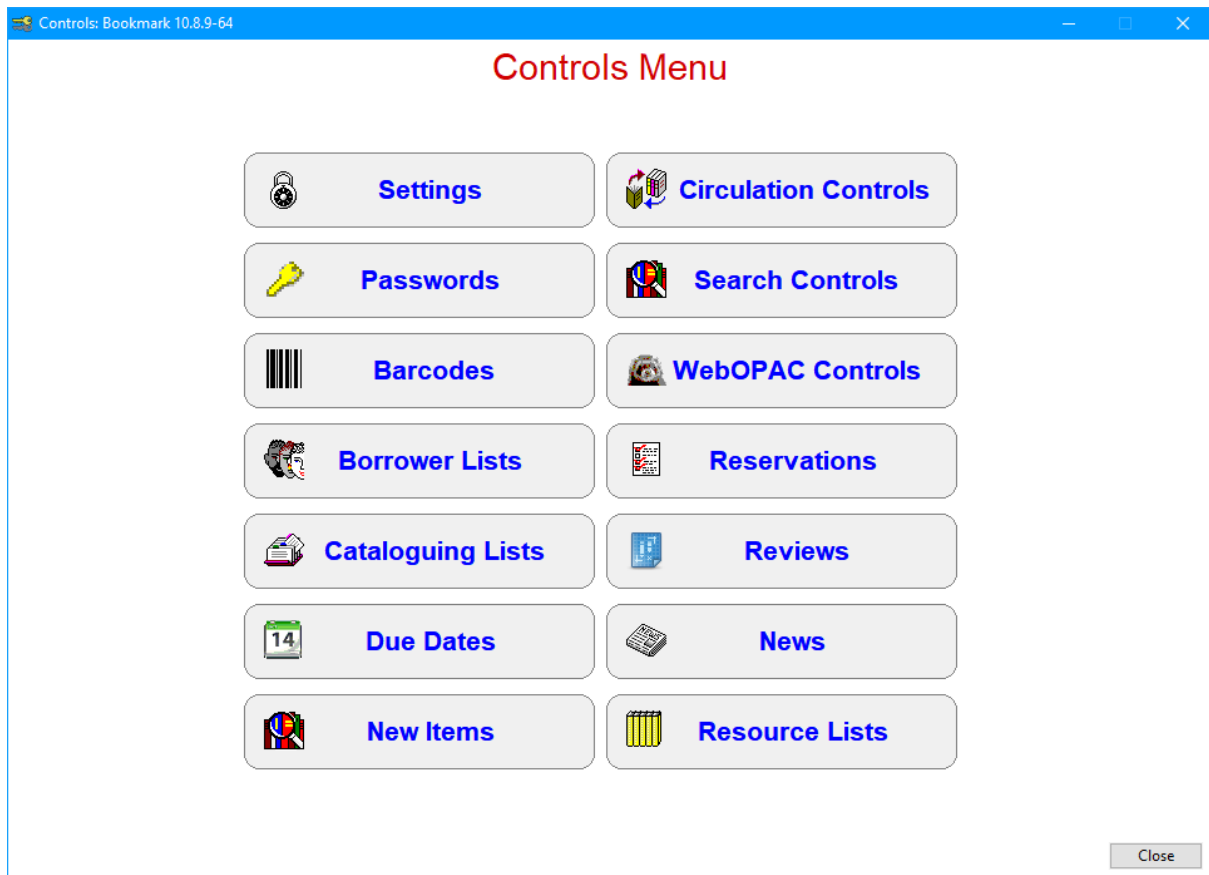 Controls: Bookmark 10.8.9-64
Controls Menu
Settings
Circulation Controls
Passwords
Search Controls
Barcodes
WebOPAC Controls
Borrower Lists
Reservations
Cataloguing Lists
Reviews
14
Due Dates
NEWS
News
New Items
Resource Lists
Close